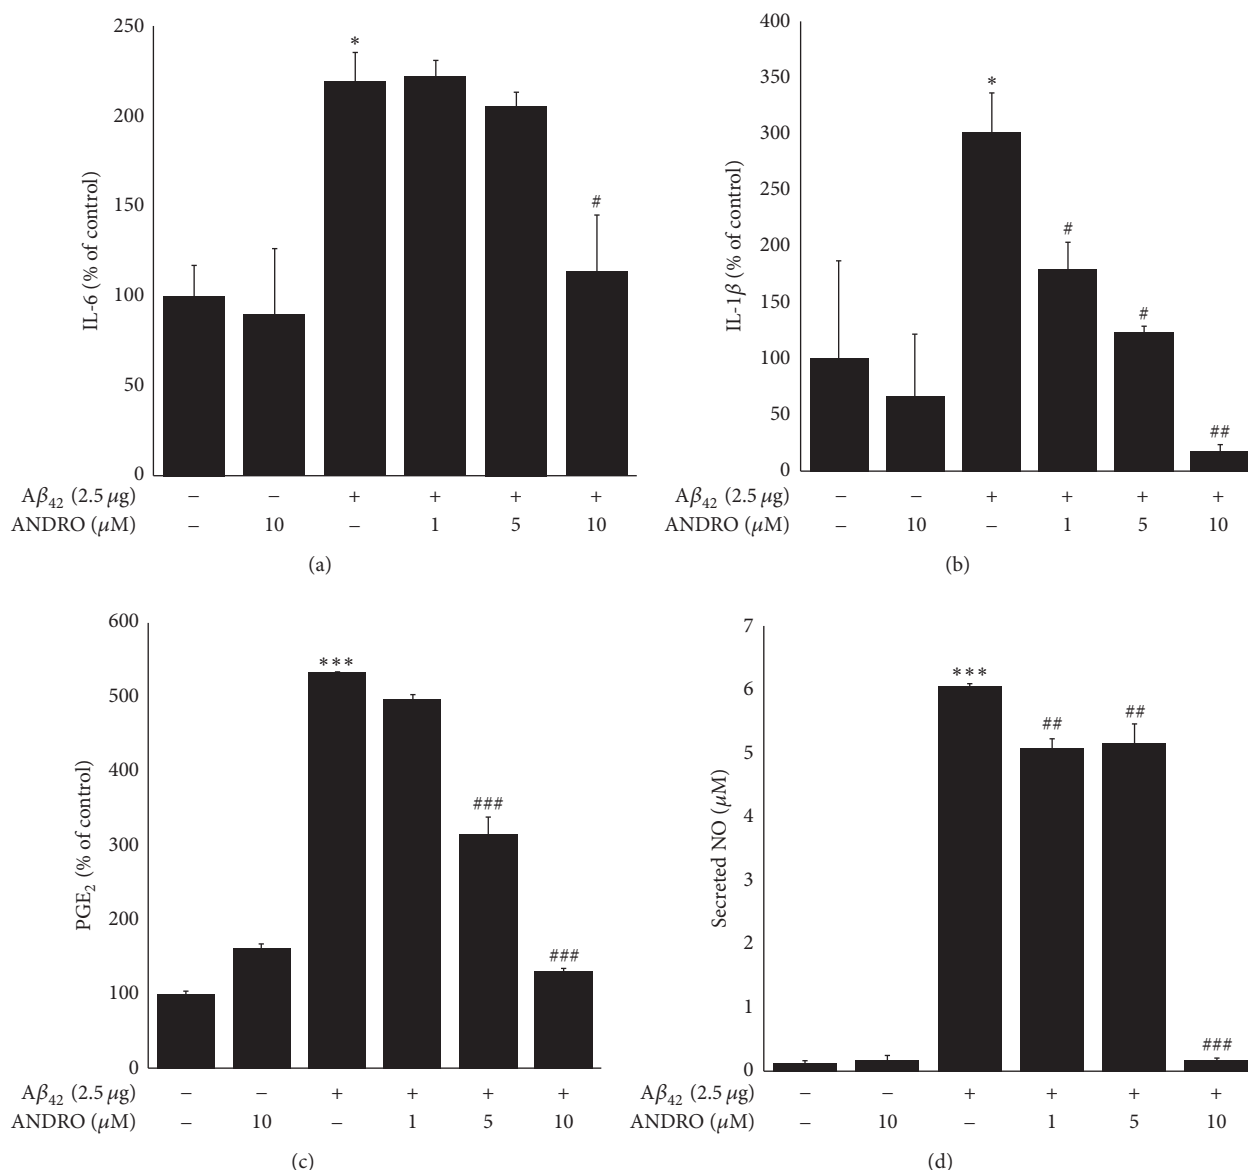 250
200
150
100
50
0
IL-6 (% of control)
*
#
Aβ42 (2.5 μg) – – + + + +
ANDRO (μM) – 10 – 1 5 10
(a)
400
350
300
250
200
150
100
50
0
IL-1β (% of control)
*
#
#
##
Aβ42 (2.5 μg) – – + + + +
ANDRO (μM) – 10 – 1 5 10
(b)
600
500
400
300
200
100
0
PGE2 (% of control)
***
###
###
Aβ42 (2.5 μg) – – + + + +
ANDRO (μM) – 10 – 1 5 10
(c)
7
6
5
4
3
2
1
0
Secreted NO (μM)
***
##
##
###
Aβ42 (2.5 μg) – – + + + +
ANDRO (μM) – 10 – 1 5 10
(d)